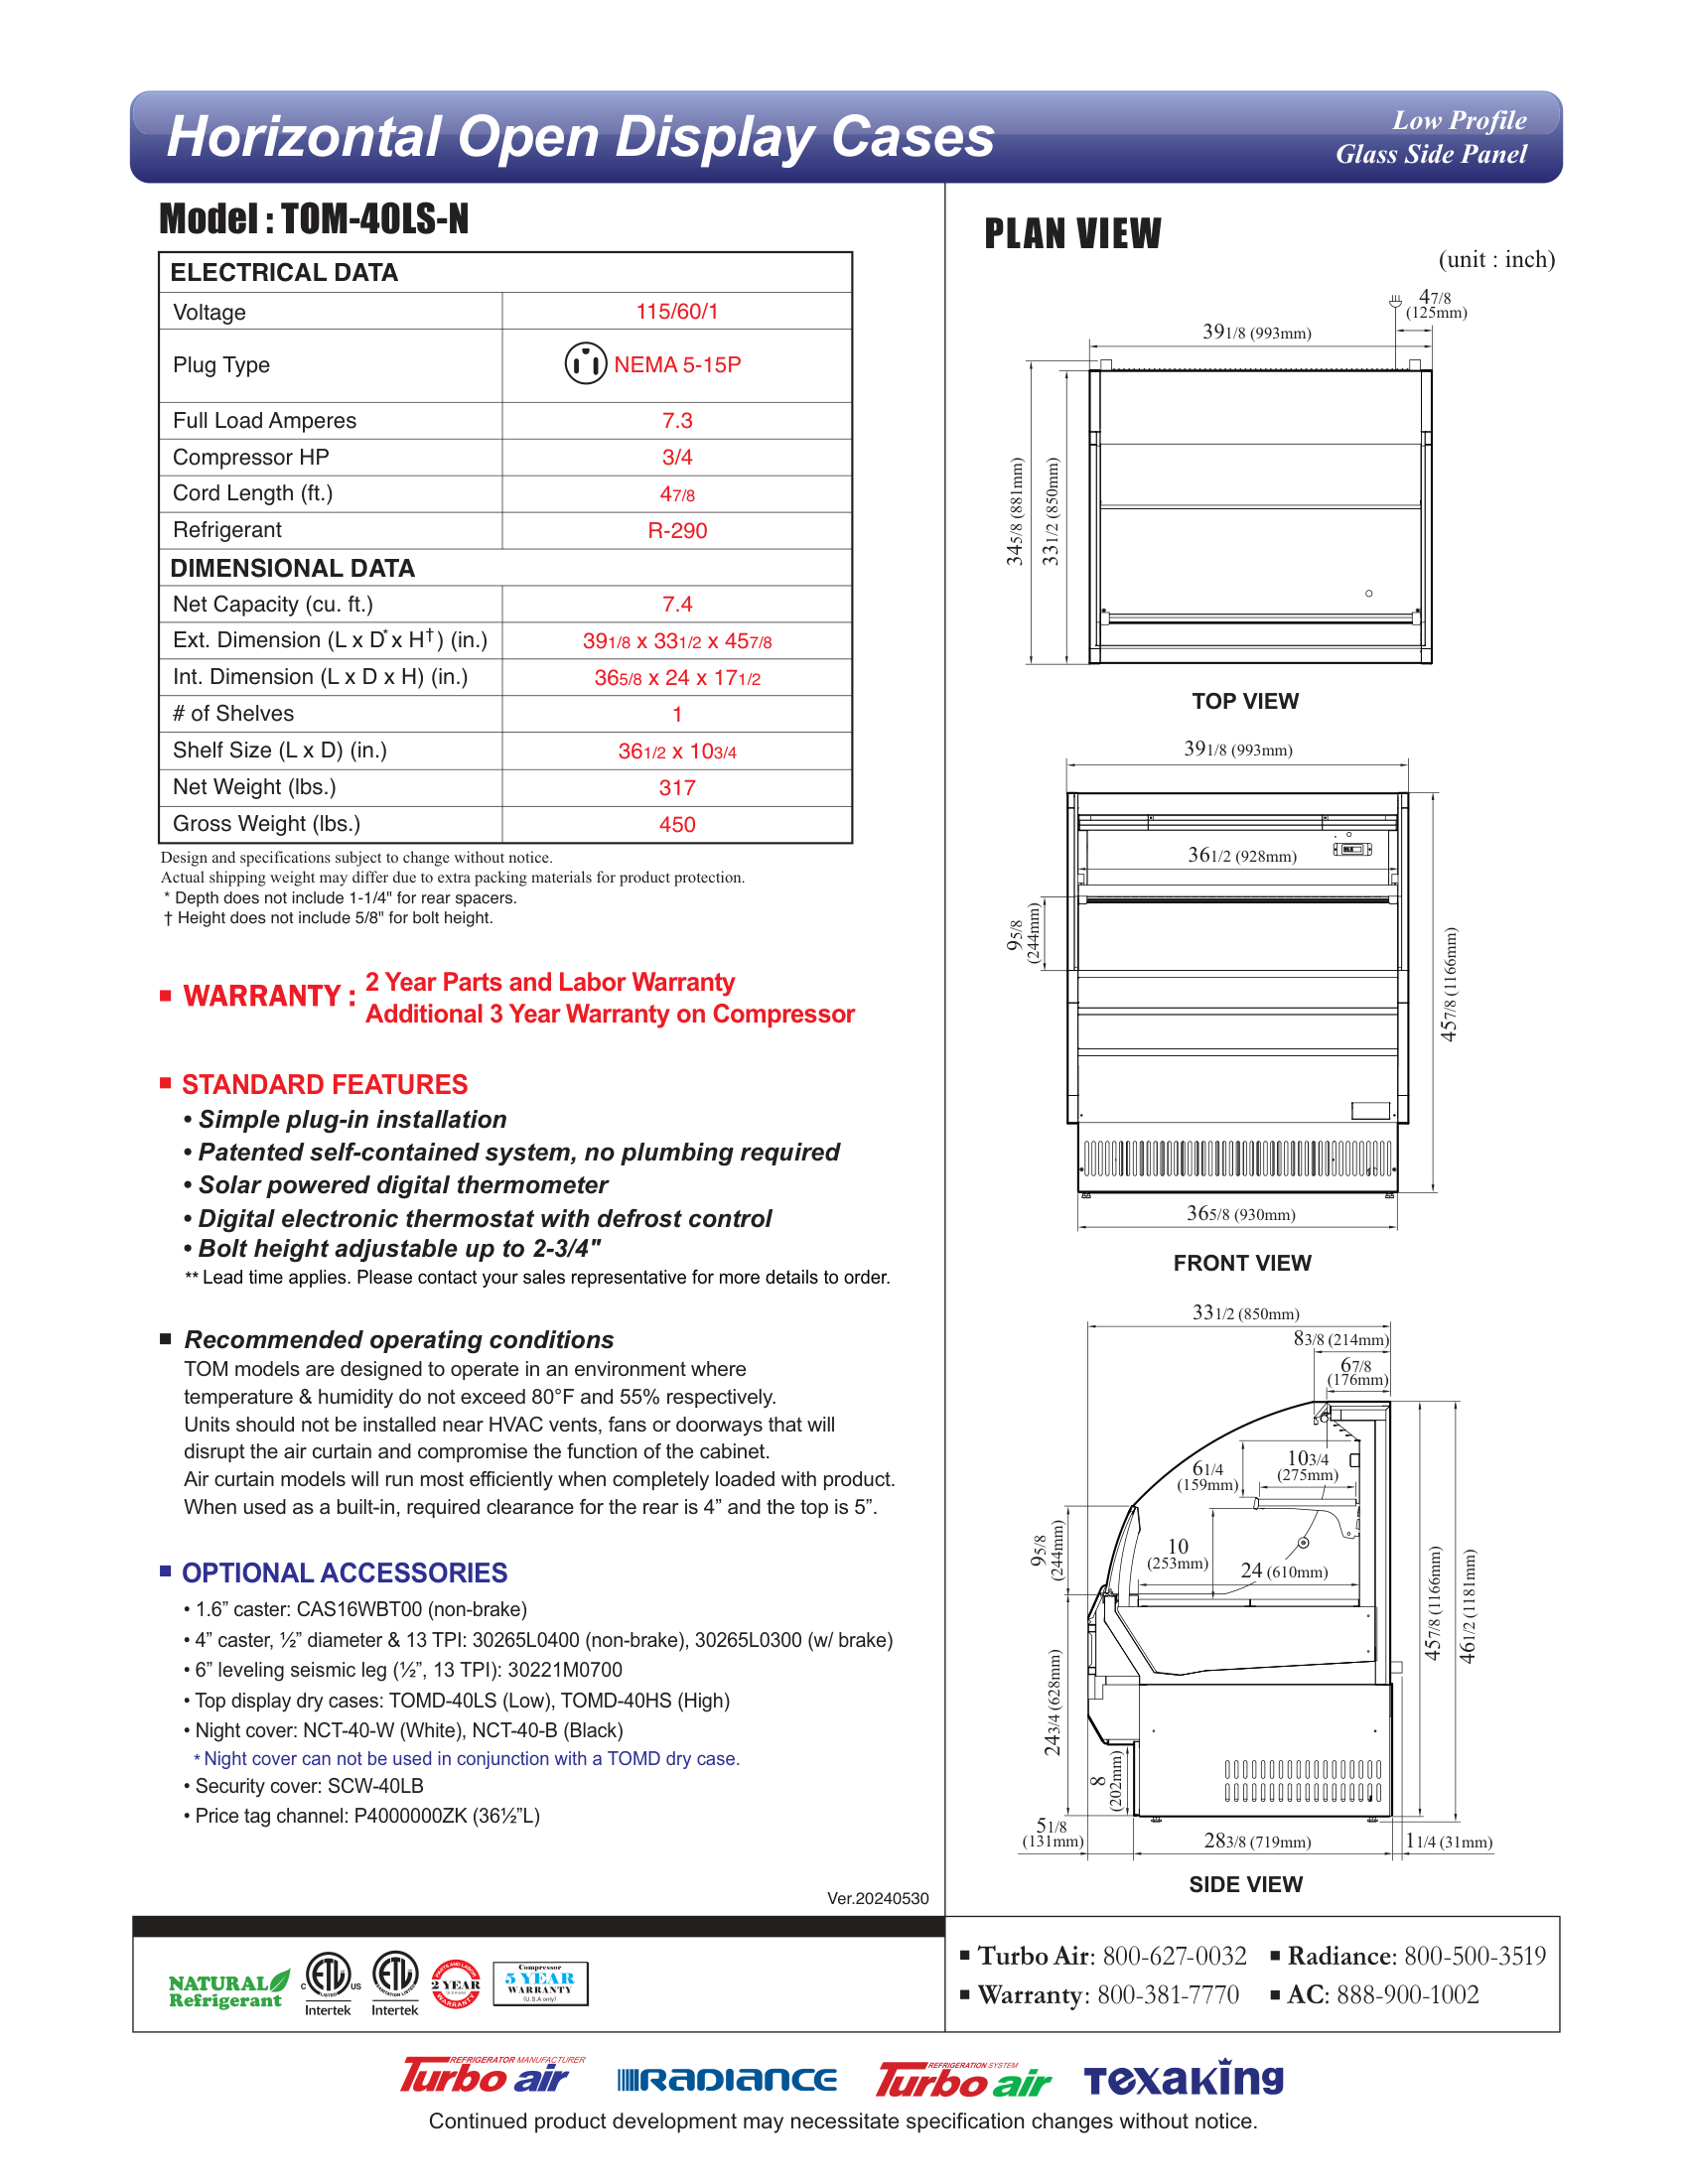 Horizontal Open Display Cases
Low Profile
Glass Side Panel
Model : TOM-40LS-N
ELECTRICAL DATA
Voltage 115/60/1
Plug Type NEMA 5-15P
Full Load Amperes 7.3
Compressor HP 3/4
Cord Length (ft.) 47/8
Refrigerant R-290
DIMENSIONAL DATA
Net Capacity (cu. ft.) 7.4
Ext. Dimension (L x D* x H†) (in.) 391/8 x 331/2 x 457/8
Int. Dimension (L x D x H) (in.) 365/8 x 24 x 171/2
# of Shelves 1
Shelf Size (L x D) (in.) 361/2 x 103/4
Net Weight (lbs.) 317
Gross Weight (lbs.) 450
Design and specifications subject to change without notice.
Actual shipping weight may differ due to extra packing materials for product protection.
* Depth does not include 1-1/4" for rear spacers.
† Height does not include 5/8" for bolt height.
WARRANTY : 2 Year Parts and Labor Warranty
Additional 3 Year Warranty on Compressor
STANDARD FEATURES
• Simple plug-in installation
• Patented self-contained system, no plumbing required
• Solar powered digital thermometer
• Digital electronic thermostat with defrost control
• Bolt height adjustable up to 2-3/4"
** Lead time applies. Please contact your sales representative for more details to order.
Recommended operating conditions
TOM models are designed to operate in an environment where
temperature & humidity do not exceed 80°F and 55% respectively.
Units should not be installed near HVAC vents, fans or doorways that will
disrupt the air curtain and compromise the function of the cabinet.
Air curtain models will run most efficiently when completely loaded with product.
When used as a built-in, required clearance for the rear is 4” and the top is 5”.
OPTIONAL ACCESSORIES
• 1.6” caster: CAS16WBT00 (non-brake)
• 4” caster, ½” diameter & 13 TPI: 30265L0400 (non-brake), 30265L0300 (w/ brake)
• 6” leveling seismic leg (½”, 13 TPI): 30221M0700
• Top display dry cases: TOMD-40LS (Low), TOMD-40HS (High)
• Night cover: NCT-40-W (White), NCT-40-B (Black)
* Night cover can not be used in conjunction with a TOMD dry case.
• Security cover: SCW-40LB
• Price tag channel: P4000000ZK (36½”L)
Ver.20240530
PLAN VIEW
(unit : inch)
47/8
(125mm)
391/8 (993mm)
345/8 (881mm)
331/2 (850mm)
TOP VIEW
391/8 (993mm)
361/2 (928mm)
95/8
(244mm)
457/8 (1166mm)
365/8 (930mm)
FRONT VIEW
331/2 (850mm)
83/8 (214mm)
67/8
(176mm)
103/4
(275mm)
61/4
(159mm)
95/8
(244mm)
10
(253mm)
24 (610mm)
457/8 (1166mm)
461/2 (1181mm)
243/4 (628mm)
8
(202mm)
51/8
(131mm)
283/8 (719mm)
11/4 (31mm)
SIDE VIEW
NATURAL
Refrigerant
C ETL US
LISTED
Intertek
ETL
Intertek
PARTS AND LABOR
2 YEAR
WARRANTY
Compressor
5 YEAR
WARRANTY
(U.S.A only)
Turbo Air: 800-627-0032
Radiance: 800-500-3519
Warranty: 800-381-7770
AC: 888-900-1002
REFRIGERATOR MANUFACTURER
Turbo air
RADIANCE
REFRIGERATION SYSTEM
Turbo air
Texaking
Continued product development may necessitate specification changes without notice.